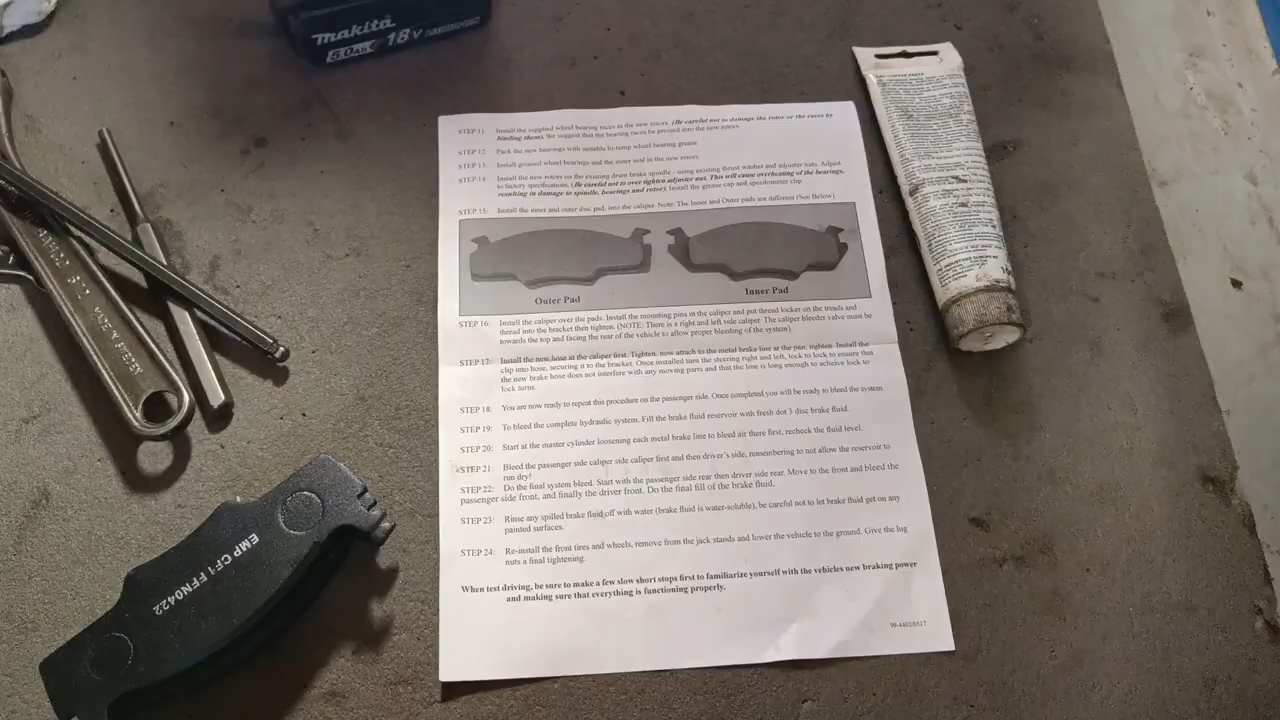 makita
5.0Ah 18V
STEP 11: Install the supplied wheel bearing races in the new rotors. (Be careful not to damage the rotor or the races by
binding them). We suggest that the bearing races be pressed into the new rotors.
STEP 12: Pack the new bearings with suitable hi-temp wheel bearing grease.
STEP 13: Install greased wheel bearings and the inner seal in the new rotors.
STEP 14: Install the new rotors on the existing drum brake spindle - using existing thrust washer and adjuster nuts. Adjust
to factory specifications. (Be careful not to over tighten adjuster nut. This will cause overheating of the bearings,
resulting in damage to spindle, bearings and rotor). Install the grease cap and speedometer clip.
STEP 15: Install the inner and outer disc pad, into the caliper. Note: The Inner and Outer pads are different (See Below)
Outer Pad
Inner Pad
STEP 16: Install the caliper over the pads. Install the mounting pins in the caliper and put thread locker on the treads and
thread into the bracket then tighten. (NOTE: There is a right and left side caliper. The caliper bleeder valve must be
towards the top and facing the rear of the vehicle to allow proper bleeding of the system).
STEP 17: Install the new hose at the caliper first. Tighten, now attach to the metal brake line at the pan, tighten. Install the
clip into hose, securing it to the bracket. Once installed turn the steering right and left, lock to lock to ensure that
the new brake hose does not interfere with any moving parts and that the line is long enough to acheive lock to
lock turns.
STEP 18: You are now ready to repeat this procedure on the passenger side. Once completed you will be ready to bleed the system.
STEP 19: To bleed the complete hydraulic system. Fill the brake fluid reservoir with fresh dot 3 disc brake fluid.
STEP 20: Start at the master cylinder loosening each metal brake line to bleed air there first, recheck the fluid level.
STEP 21: Bleed the passenger side caliper side caliper first and then driver's side, remembering to not allow the reservoir to
run dry!
STEP 22: Do the final system bleed. Start with the passenger side rear then driver side rear. Move to the front and bleed the
passenger side front, and finally the driver front. Do the final fill of the brake fluid.
STEP 23: Rinse any spilled brake fluid off with water (brake fluid is water-soluble), be careful not to let brake fluid get on any
painted surfaces.
STEP 24: Re-install the front tires and wheels, remove from the jack stands and lower the vehicle to the ground. Give the lug
nuts a final tightening.
When test driving, be sure to make a few slow short stops first to familiarize yourself with the vehicles new braking power
and making sure that everything is functioning properly.
99-4402/0517
MADE IN SWEDEN
EMP CF1 FFN0422